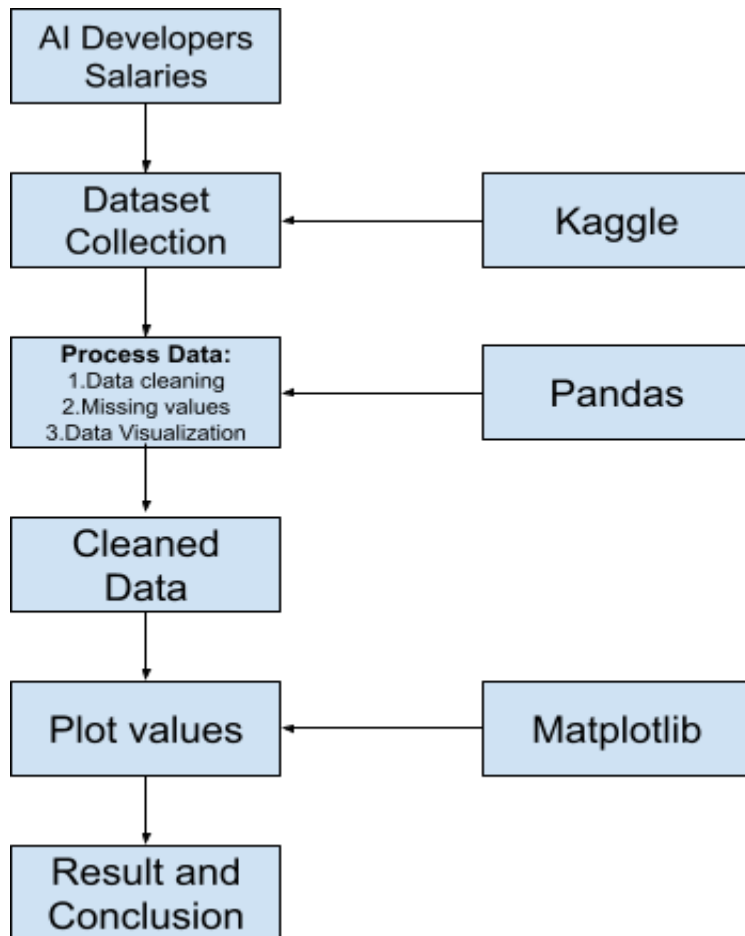 AI Developers
Salaries
Dataset
Collection
Kaggle
Process Data:
1.Data cleaning
2.Missing values
3.Data Visualization
Pandas
Cleaned
Data
Plot values
Matplotlib
Result and
Conclusion